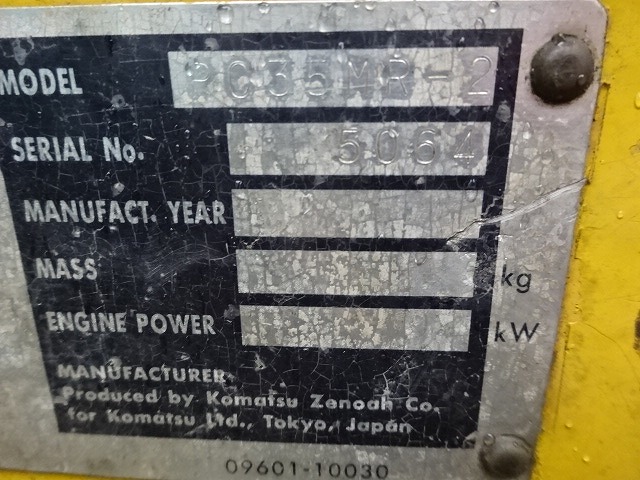 MODEL PC35MR-2
SERIAL No. 5064
MANUFACT. YEAR
MASS kg
ENGINE POWER kW
MANUFACTURER
Produced by Komatsu Zenoah Co.
for Komatsu Ltd., Tokyo, Japan
09601-10030